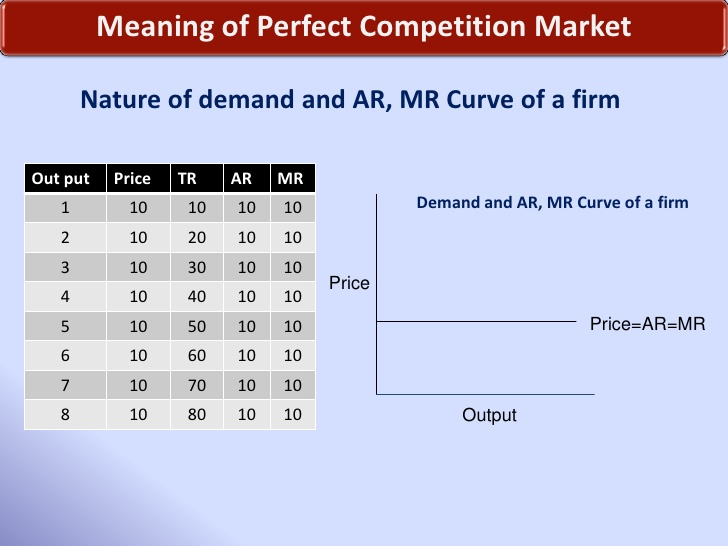 Meaning of Perfect Competition Market
Nature of demand and AR, MR Curve of a firm
Out put Price TR AR MR
1 10 10 10 10
2 10 20 10 10
3 10 30 10 10
4 10 40 10 10
5 10 50 10 10
6 10 60 10 10
7 10 70 10 10
8 10 80 10 10
Demand and AR, MR Curve of a firm
Price
Price=AR=MR
Output